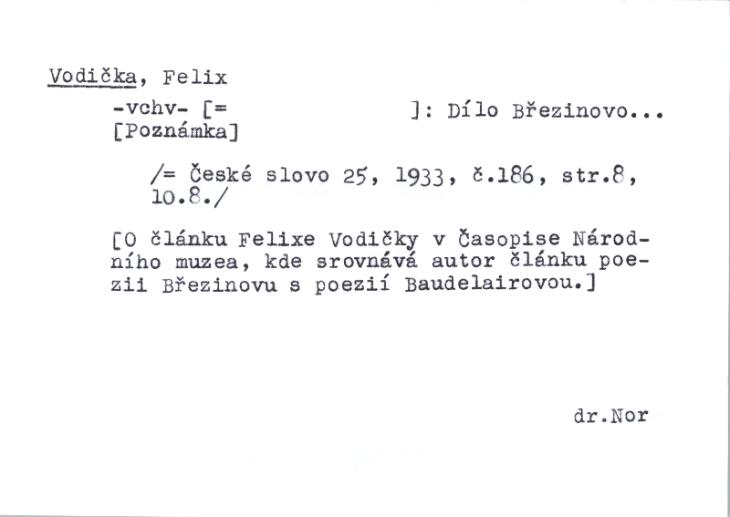 Vodička, Felix
-vchv- [= ]: Dílo Březinovo...
[Poznámka]
/= České slovo 25, 1933, č.186, str.8,
10.8./
[O článku Felixe Vodičky v Časopise Národ-
ního muzea, kde srovnává autor článku poe-
zii Březinovu s poezií Baudelairovou.]
dr.Nor